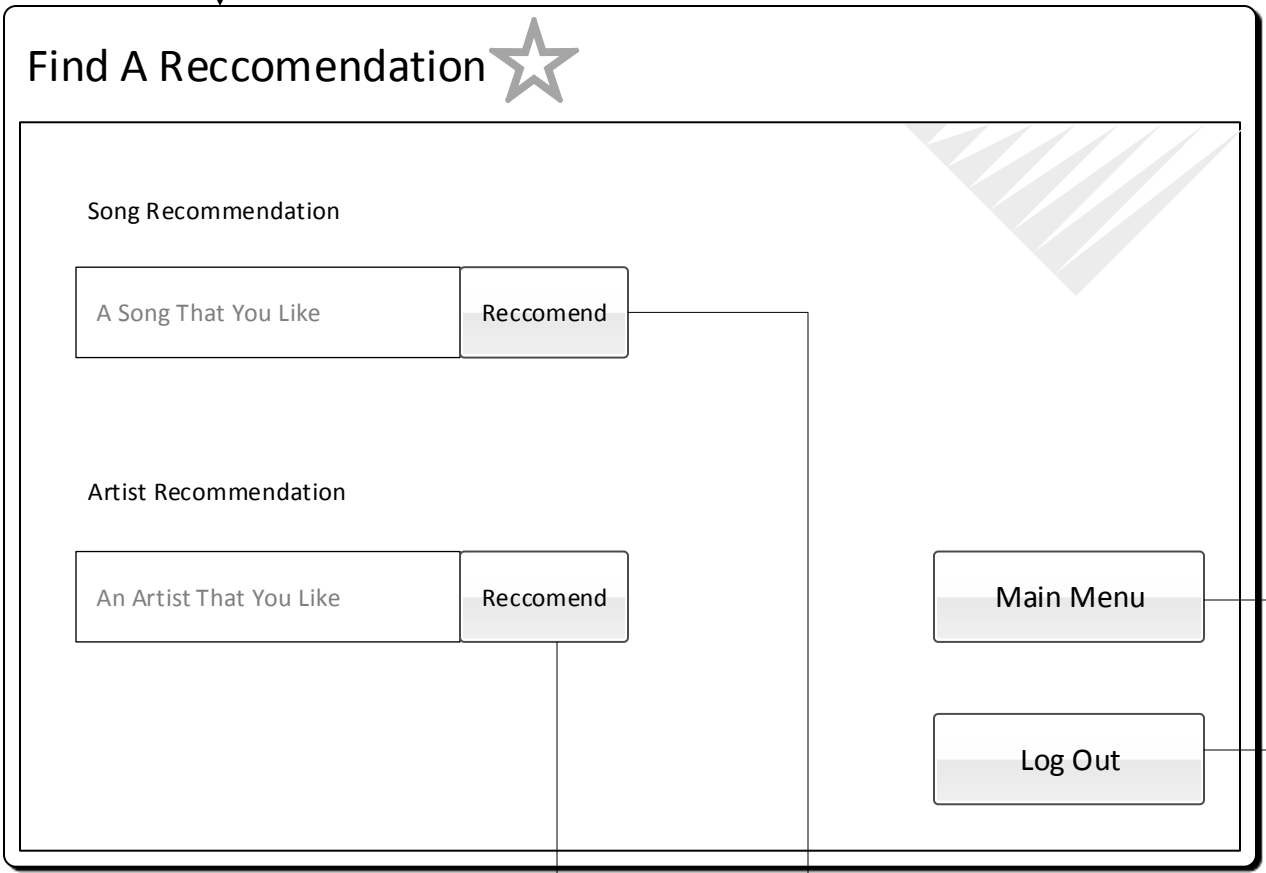 Find A Reccomendation
Song Recommendation
A Song That You Like
Reccomend
Artist Recommendation
An Artist That You Like
Reccomend
Main Menu
Log Out